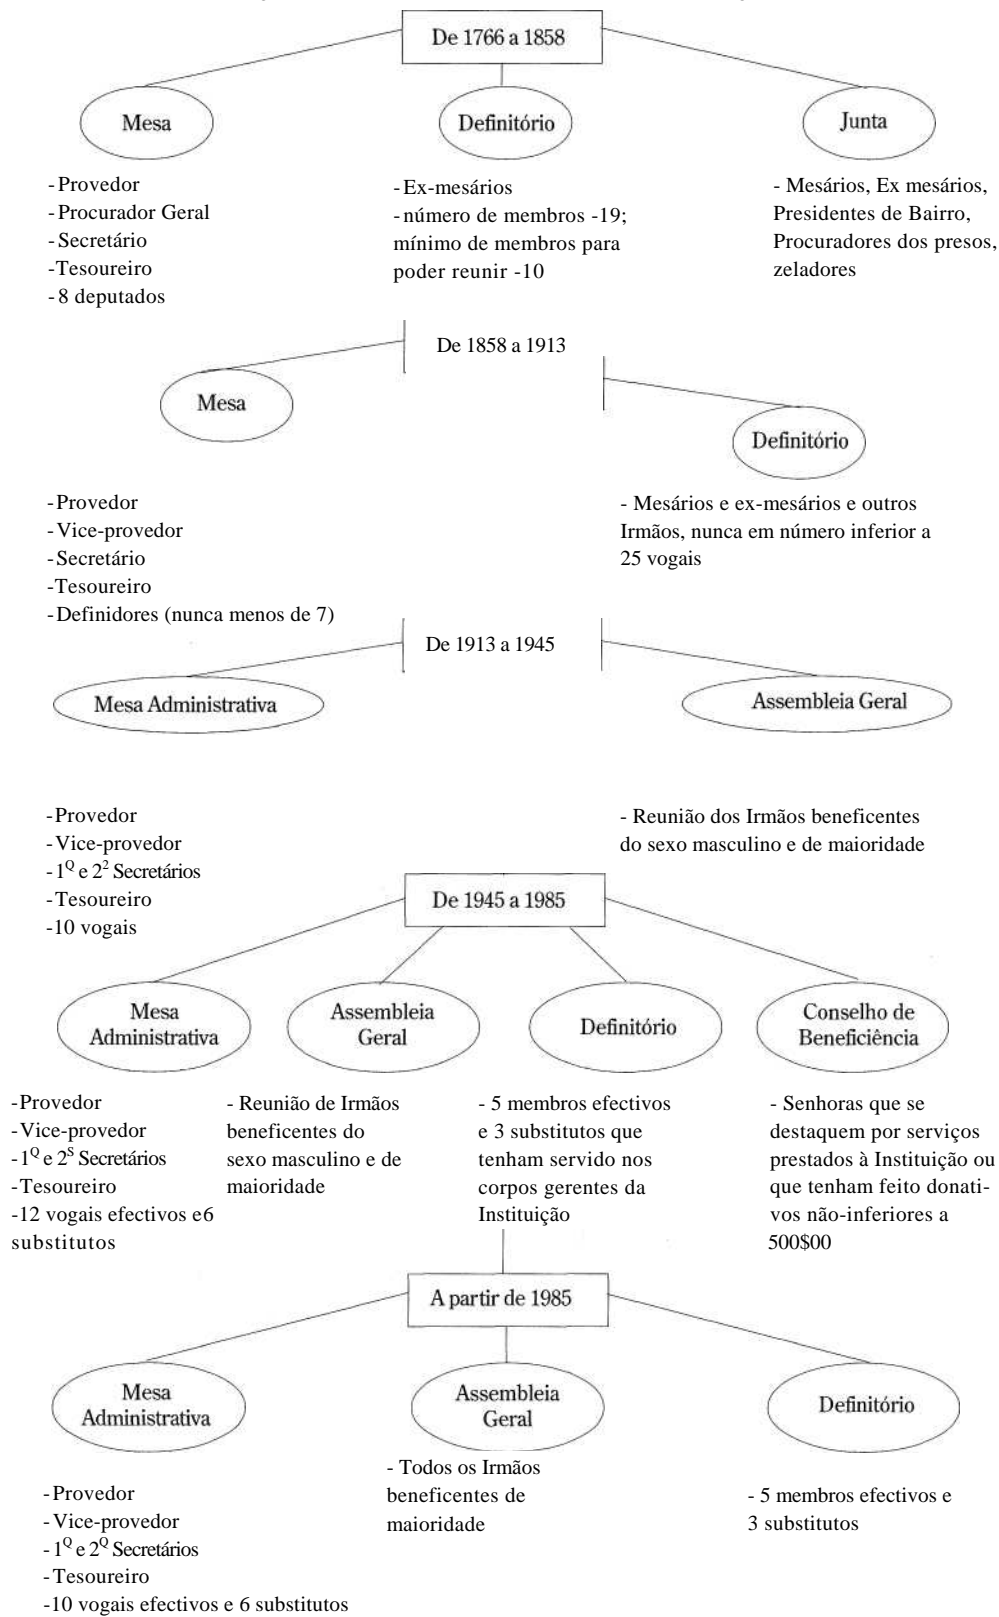 De 1766 a 1858
Mesa
-Provedor
-Procurador Geral
-Secretário
-Tesoureiro
-8 deputados
Definitório
-Ex-mesários
-número de membros -19;
mínimo de membros para
poder reunir -10
Junta
- Mesários, Ex mesários,
Presidentes de Bairro,
Procuradores dos presos,
zeladores
De 1858 a 1913
Mesa
-Provedor
-Vice-provedor
-Secretário
-Tesoureiro
-Definidores (nunca menos de 7)
Definitório
- Mesários e ex-mesários e outros
Irmãos, nunca em número inferior a
25 vogais
De 1913 a 1945
Mesa Administrativa
-Provedor
-Vice-provedor
-1Q e 22 Secretários
-Tesoureiro
-10 vogais
Assembleia Geral
- Reunião dos Irmãos beneficentes
do sexo masculino e de maioridade
De 1945 a 1985
Mesa
Administrativa
-Provedor
-Vice-provedor
-1Q e 2S Secretários
-Tesoureiro
-12 vogais efectivos e6
substitutos
Assembleia
Geral
- Reunião de Irmãos
beneficentes do
sexo masculino e de
maioridade
Definitório
- 5 membros efectivos
e 3 substitutos que
tenham servido nos
corpos gerentes da
Instituição
Conselho de
Beneficiência
- Senhoras que se
destaquem por serviços
prestados à Instituição ou
que tenham feito donati-
vos não-inferiores a
500$00
A partir de 1985
Mesa
Administrativa
-Provedor
-Vice-provedor
-1Q e 2Q Secretários
-Tesoureiro
-10 vogais efectivos e 6 substitutos
Assembleia
Geral
- Todos os Irmãos
beneficentes de
maioridade
Definitório
- 5 membros efectivos e
3 substitutos